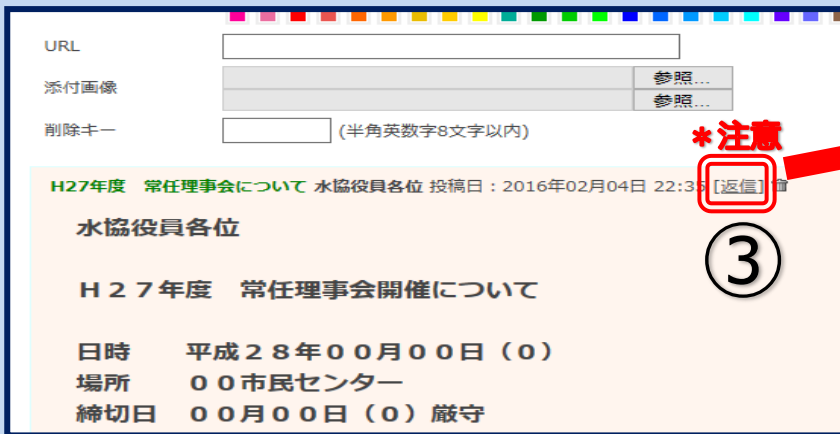 URL
添付画像
参照...
参照...
削除キー (半角英数字8文字以内)
*注意
H27年度 常任理事会について 水協役員各位 投稿日：2016年02月04日 22:35 [返信]
③
水協役員各位
Ｈ２７年度 常任理事会開催について
日時 平成２８年００月００日（０）
場所 ００市民センター
締切日 ００月００日（０）厳守